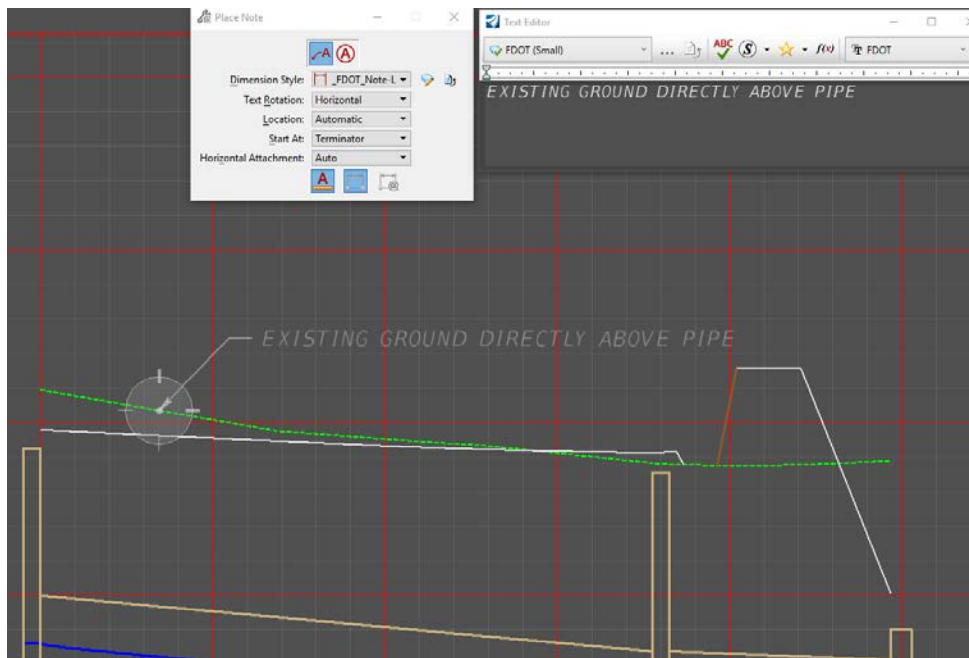 Place Note
Dimension Style: _FDOT_Note-L
Text Rotation: Horizontal
Location: Automatic
Start At: Terminator
Horizontal Attachment: Auto
A
Text Editor
FDOT (Small) ... ABC S f(x) FDOT
EXISTING GROUND DIRECTLY ABOVE PIPE
EXISTING GROUND DIRECTLY ABOVE PIPE